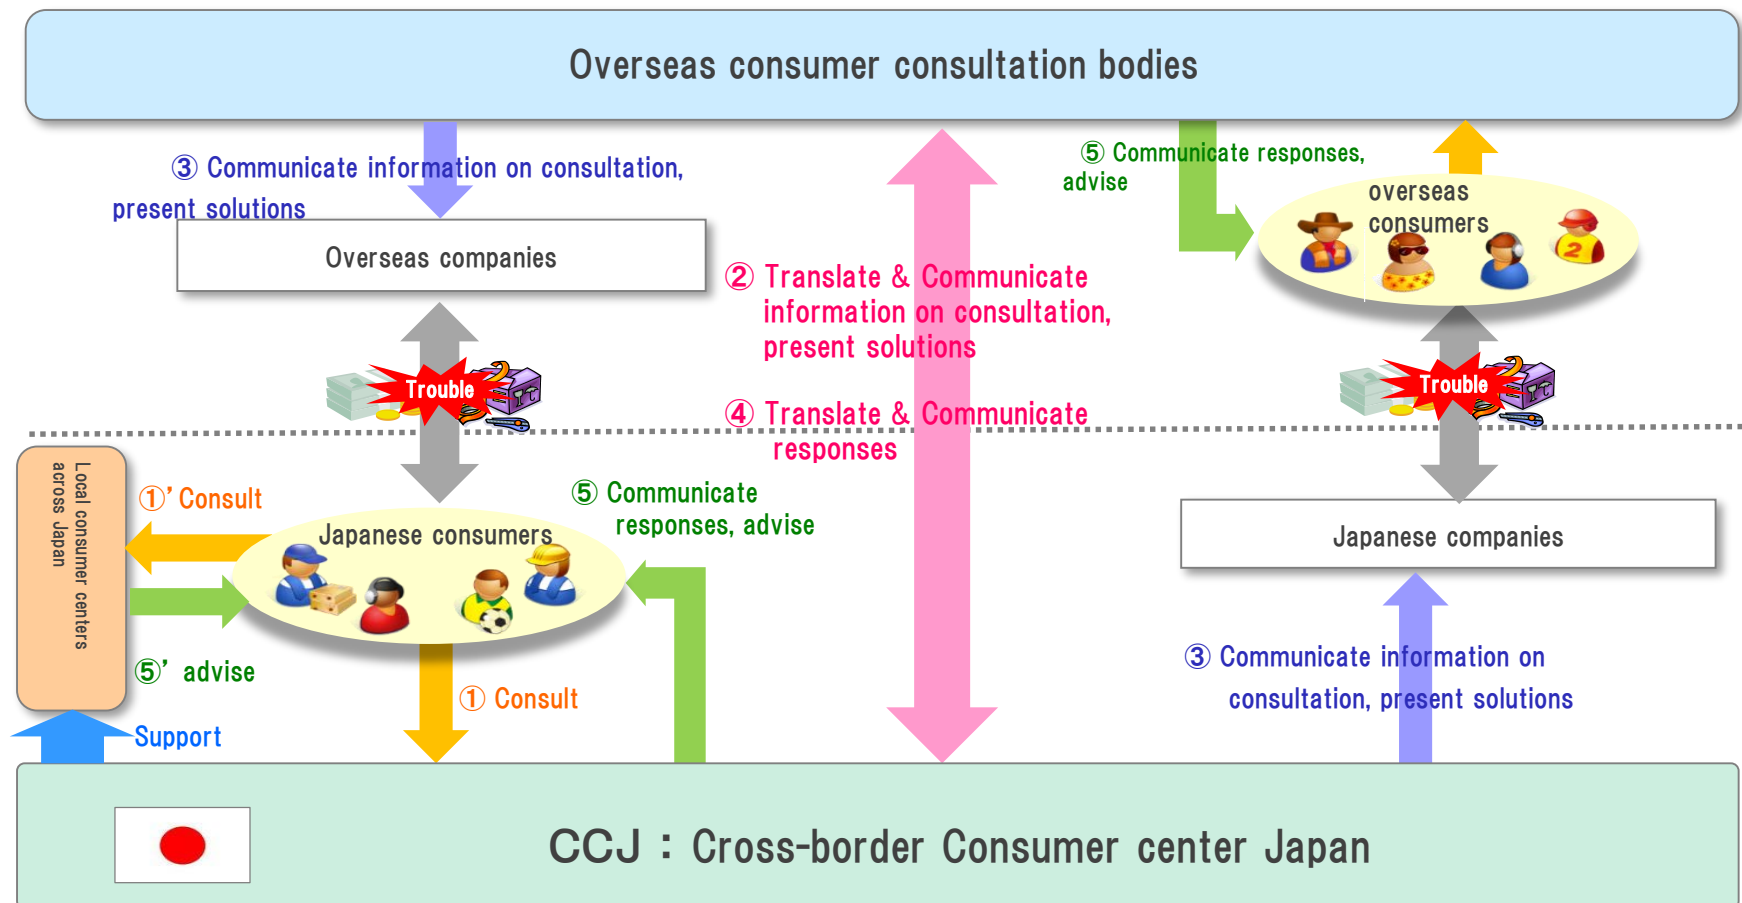 Overseas consumer consultation bodies
③ Communicate information on consultation,
present solutions
Overseas companies
⑤ Communicate responses,
advise
overseas
consumers
② Translate & Communicate
information on consultation,
present solutions
Trouble
Trouble
④ Translate & Communicate
responses
Local consumer centers
across Japan
①’ Consult
⑤ Communicate
responses, advise
Japanese consumers
Japanese companies
⑤’ advise
① Consult
③ Communicate information on
consultation, present solutions
Support
CCJ : Cross-border Consumer center Japan
2